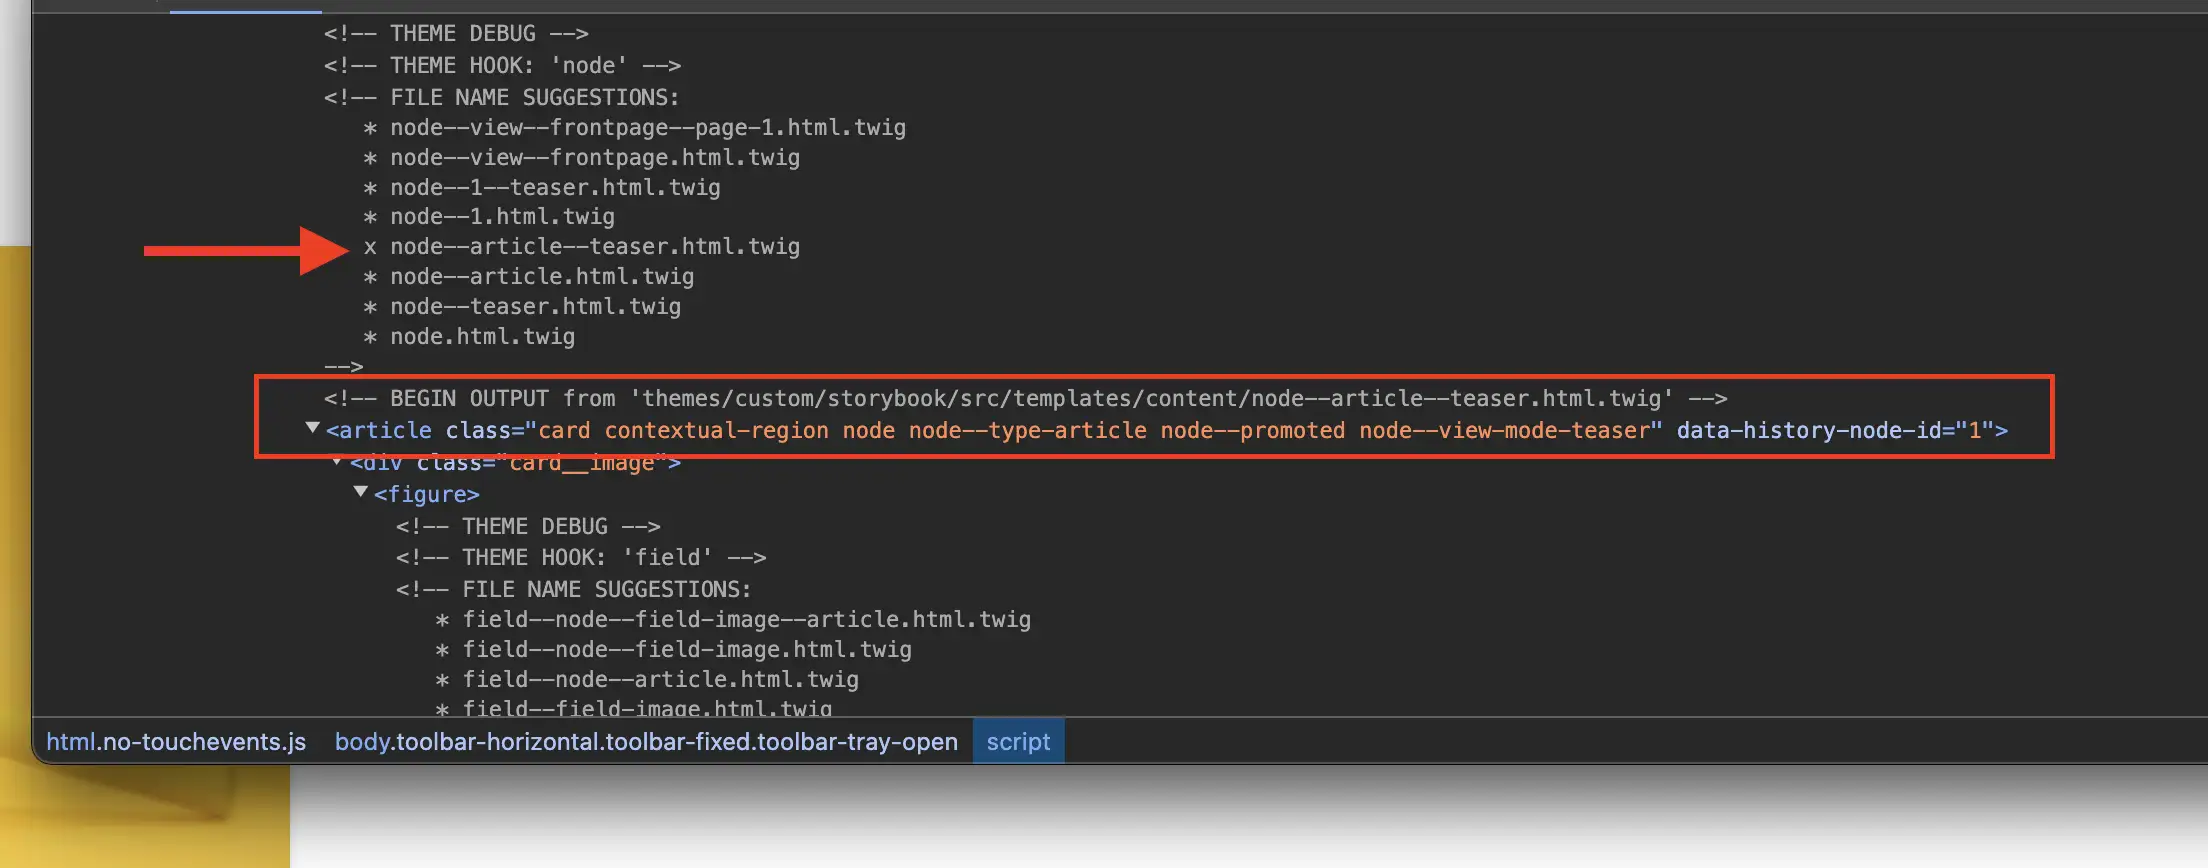 <!-- THEME DEBUG -->
<!-- THEME HOOK: 'node' -->
<!-- FILE NAME SUGGESTIONS:
* node--view--frontpage--page-1.html.twig
* node--view--frontpage.html.twig
* node--1--teaser.html.twig
* node--1.html.twig
x node--article--teaser.html.twig
* node--article.html.twig
* node--teaser.html.twig
* node.html.twig
-->
<!-- BEGIN OUTPUT from 'themes/custom/storybook/src/templates/content/node--article--teaser.html.twig' -->
<article class="card contextual-region node node--type-article node--promoted node--view-mode-teaser" data-history-node-id="1">
<div class="card__image">
<figure>
<!-- THEME DEBUG -->
<!-- THEME HOOK: 'field' -->
<!-- FILE NAME SUGGESTIONS:
* field--node--field-image--article.html.twig
* field--node--field-image.html.twig
* field--node--article.html.twig
* field--field-image.html.twig
html.no-touchevents.js body.toolbar-horizontal.toolbar-fixed.toolbar-tray-open script